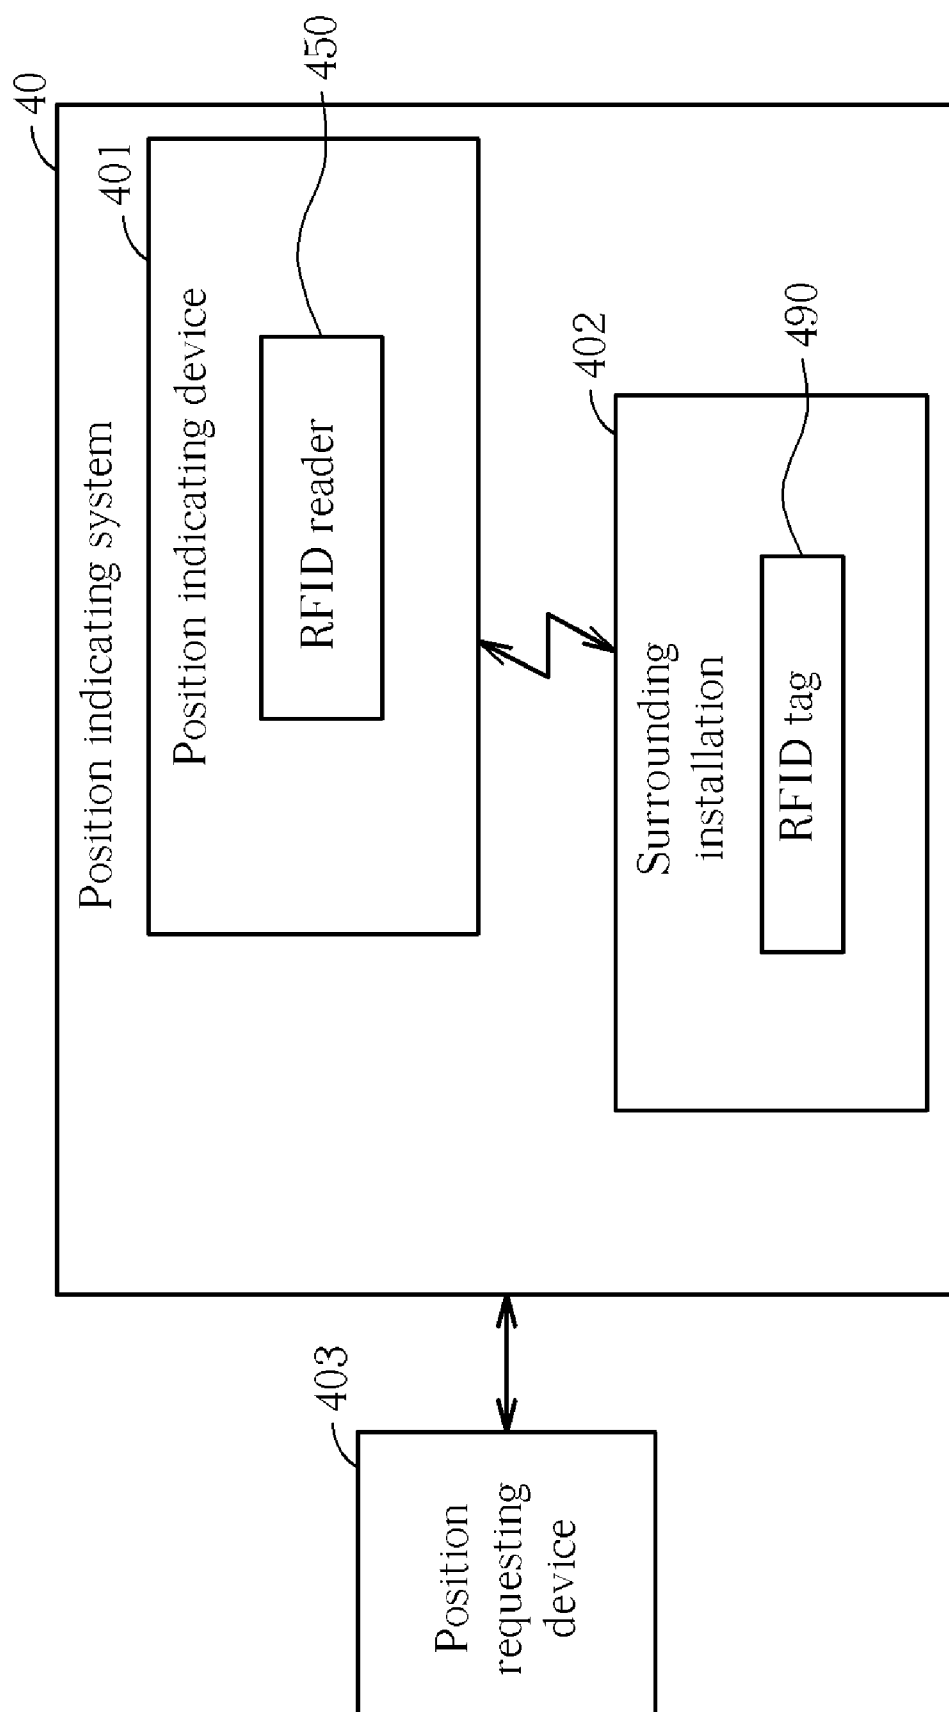 40
Position indicating system
401
Position indicating device
RFID reader
450
402
Surrounding
installation
RFID tag
490
403
Position
requesting
device